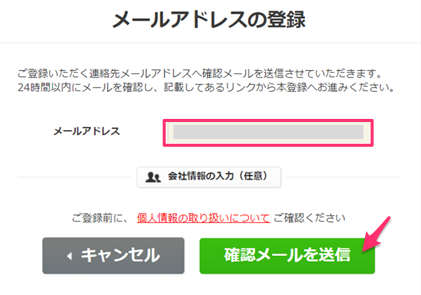 メールアドレスの登録
ご登録いただく連絡先メールアドレスへ確認メールを送信させていただきます。
24時間以内にメールを確認し、記載してあるリンクから本登録へお進みください。
メールアドレス
会社情報の入力（任意）
ご登録前に、 個人情報の取り扱いについて ご確認ください
キャンセル
確認メールを送信